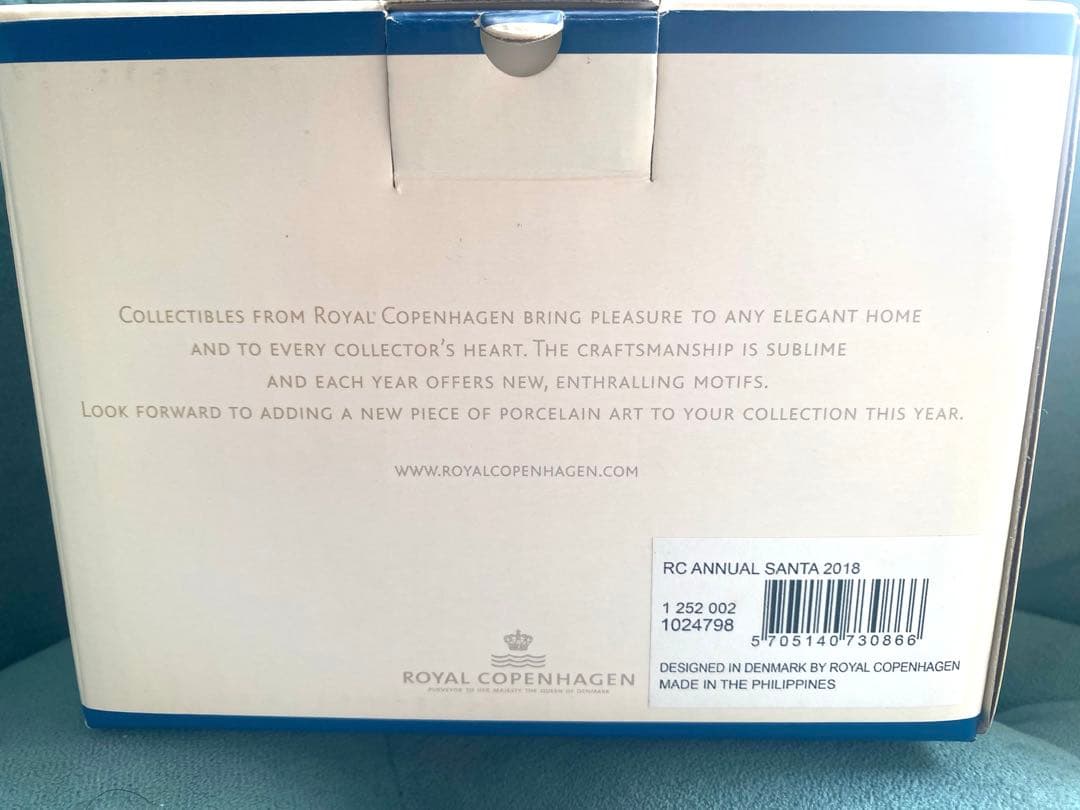 COLLECTIBLES FROM ROYAL COPENHAGEN BRING PLEASURE TO ANY ELEGANT HOME
AND TO EVERY COLLECTOR'S HEART. THE CRAFTSMANSHIP IS SUBLIME
AND EACH YEAR OFFERS NEW, ENTHRALLING MOTIFS.
LOOK FORWARD TO ADDING A NEW PIECE OF PORCELAIN ART TO YOUR COLLECTION THIS YEAR.
WWW.ROYALCOPENHAGEN.COM
ROYAL COPENHAGEN
PURVEYOR TO HER MAJESTY THE QUEEN OF DENMARK
RC ANNUAL SANTA 2018
1 252 002
1024798
5 705140 730866
DESIGNED IN DENMARK BY ROYAL COPENHAGEN
MADE IN THE PHILIPPINES